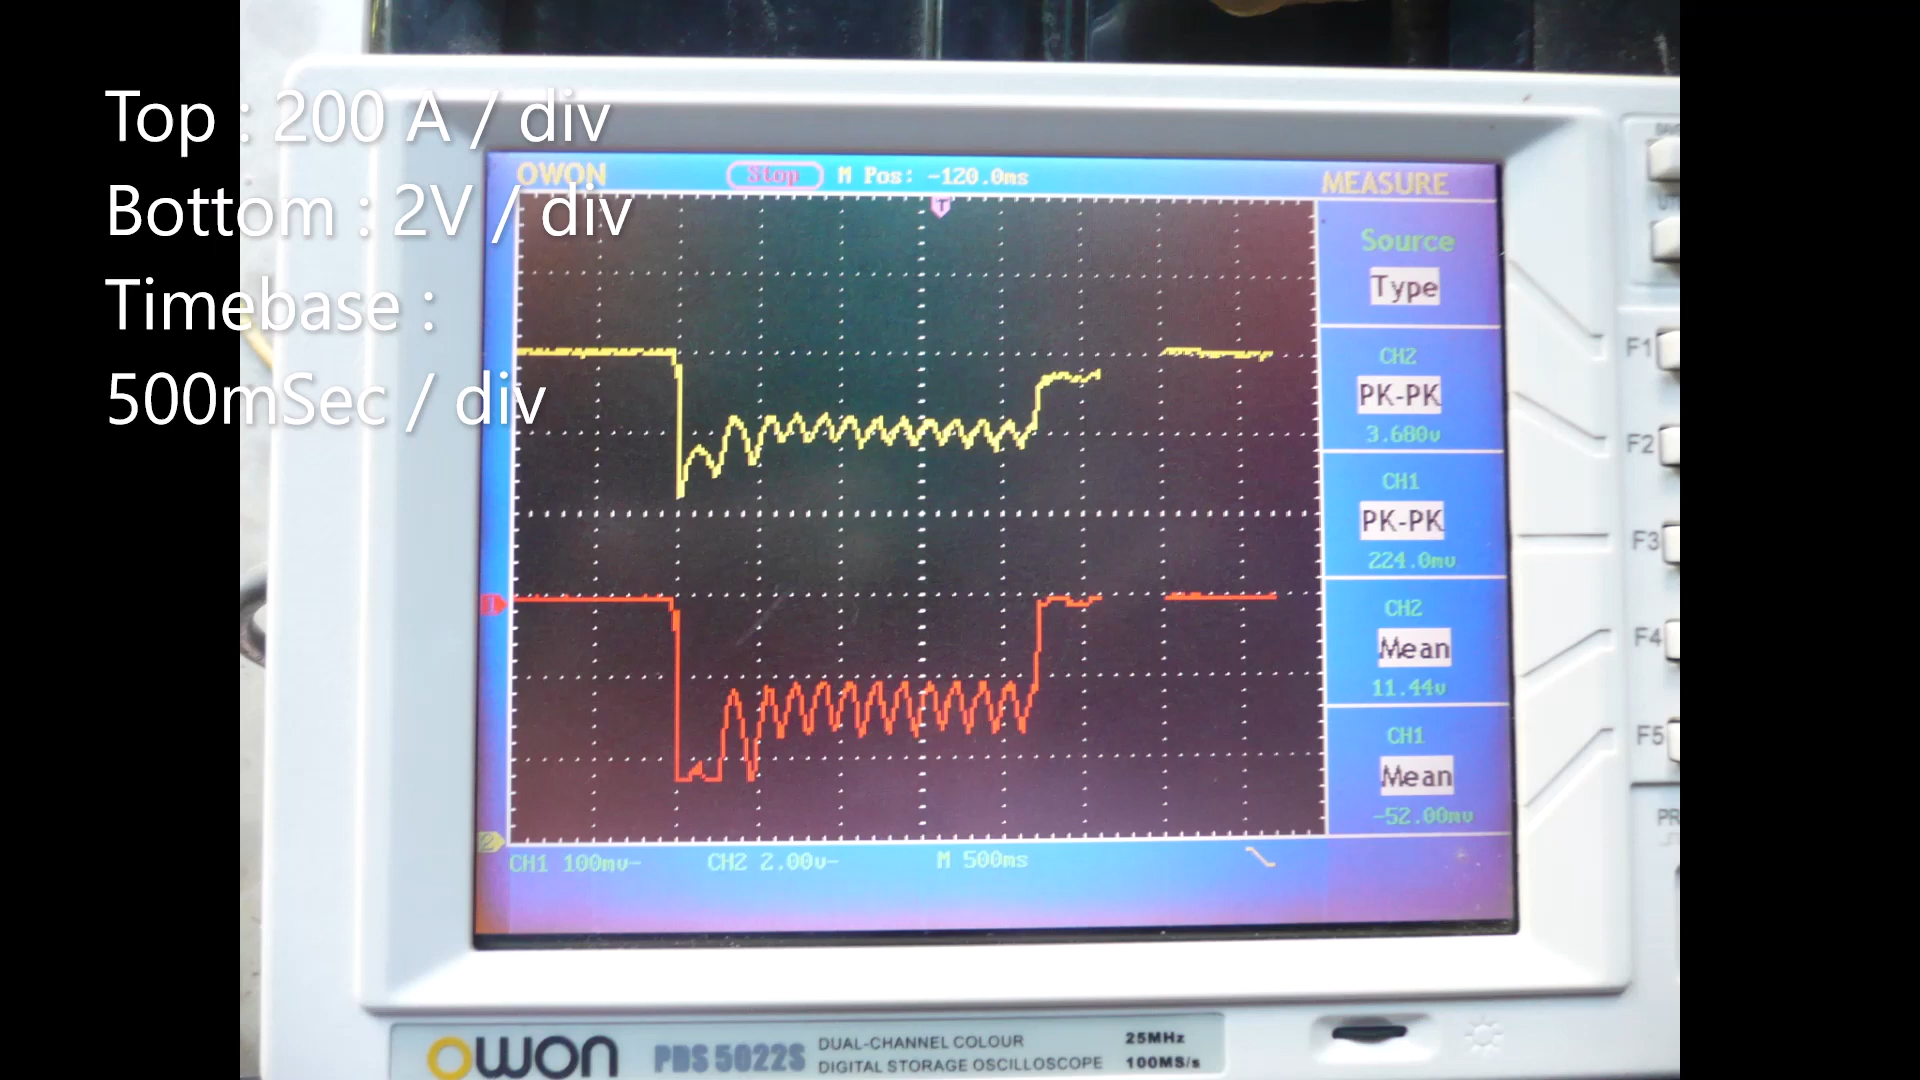 Top : 200 A / div
Bottom : 2V / div
Timebase :
500mSec / div
OWON
Stop
M Pos: -120.0ms
MEASURE
T
Source
Type
CH2
PK-PK
3.680v
CH1
PK-PK
224.0mv
CH2
Mean
11.44v
CH1
Mean
-52.00mv
1
2
CH1 100mv-
CH2 2.00v-
M 500ms
F1
F2
F3
F4
F5
PR
OWON
PDS 5022S
DUAL-CHANNEL COLOUR
DIGITAL STORAGE OSCILLOSCOPE
25MHz
100MS/s